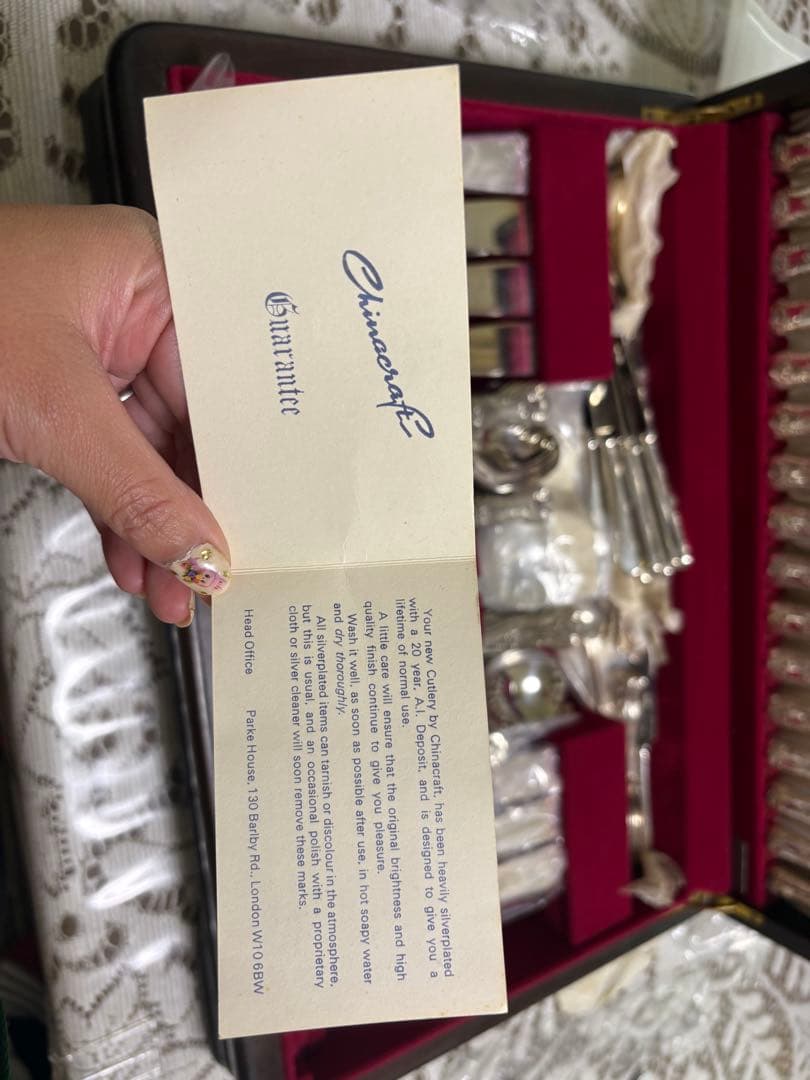 Chinacraft
Guarantee
Your new Cutlery by Chinacraft, has been heavily silverplated
with a 20 year, A.I. Deposit, and is designed to give you a
lifetime of normal use.
A little care will ensure that the original brightness and high
quality finish continue to give you pleasure.
Wash it well, as soon as possible after use, in hot soapy water
and dry thoroughly.
All silverplated items can tarnish or discolour in the atmosphere,
but this is usual, and an occasional polish with a proprietary
cloth or silver cleaner will soon remove these marks.
Head Office Parke House, 130 Barlby Rd., London W10 6BW